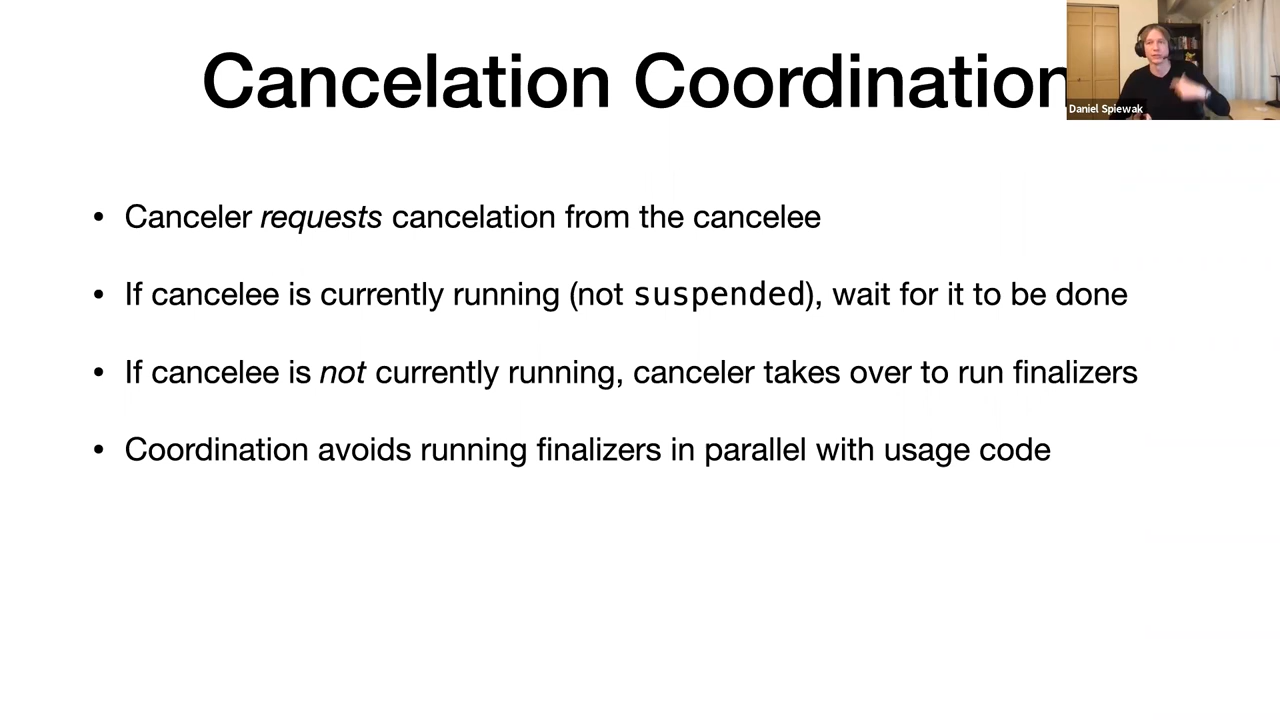 Cancelation Coordination
Daniel Spiewak
• Canceler requests cancelation from the cancelee
• If cancelee is currently running (not suspended), wait for it to be done
• If cancelee is not currently running, canceler takes over to run finalizers
• Coordination avoids running finalizers in parallel with usage code